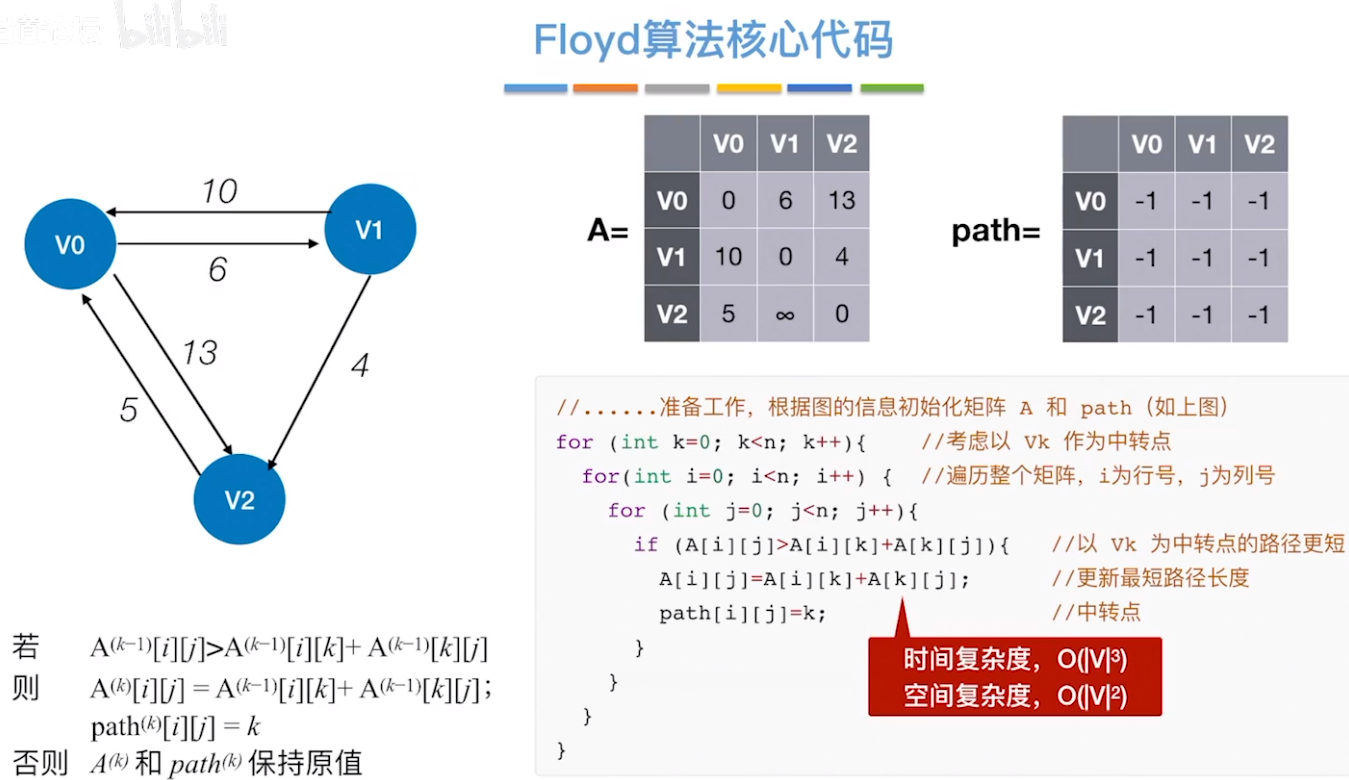 bilibili
Floyd算法核心代码
V0
V1
V2
10
6
13
5
4
A=
V0 V1 V2
V0 0 6 13
V1 10 0 4
V2 5 ∞ 0
path=
V0 V1 V2
V0 -1 -1 -1
V1 -1 -1 -1
V2 -1 -1 -1
若 A⁽ᵏ⁻¹⁾[i][j]>A⁽ᵏ⁻¹⁾[i][k]+ A⁽ᵏ⁻¹⁾[k][j]
则 A⁽ᵏ⁾[i][j] = A⁽ᵏ⁻¹⁾[i][k]+ A⁽ᵏ⁻¹⁾[k][j];
path⁽ᵏ⁾[i][j] = k
否则 A⁽ᵏ⁾ 和 path⁽ᵏ⁾ 保持原值
//......准备工作，根据图的信息初始化矩阵 A 和 path（如上图）
for (int k=0; k<n; k++){ //考虑以 Vk 作为中转点
for(int i=0; i<n; i++) { //遍历整个矩阵，i为行号，j为列号
for (int j=0; j<n; j++){
if (A[i][j]>A[i][k]+A[k][j]){ //以 Vk 为中转点的路径更短
A[i][j]=A[i][k]+A[k][j]; //更新最短路径长度
path[i][j]=k; //中转点
}
}
}
}
时间复杂度，O(|V|³)
空间复杂度，O(|V|²)